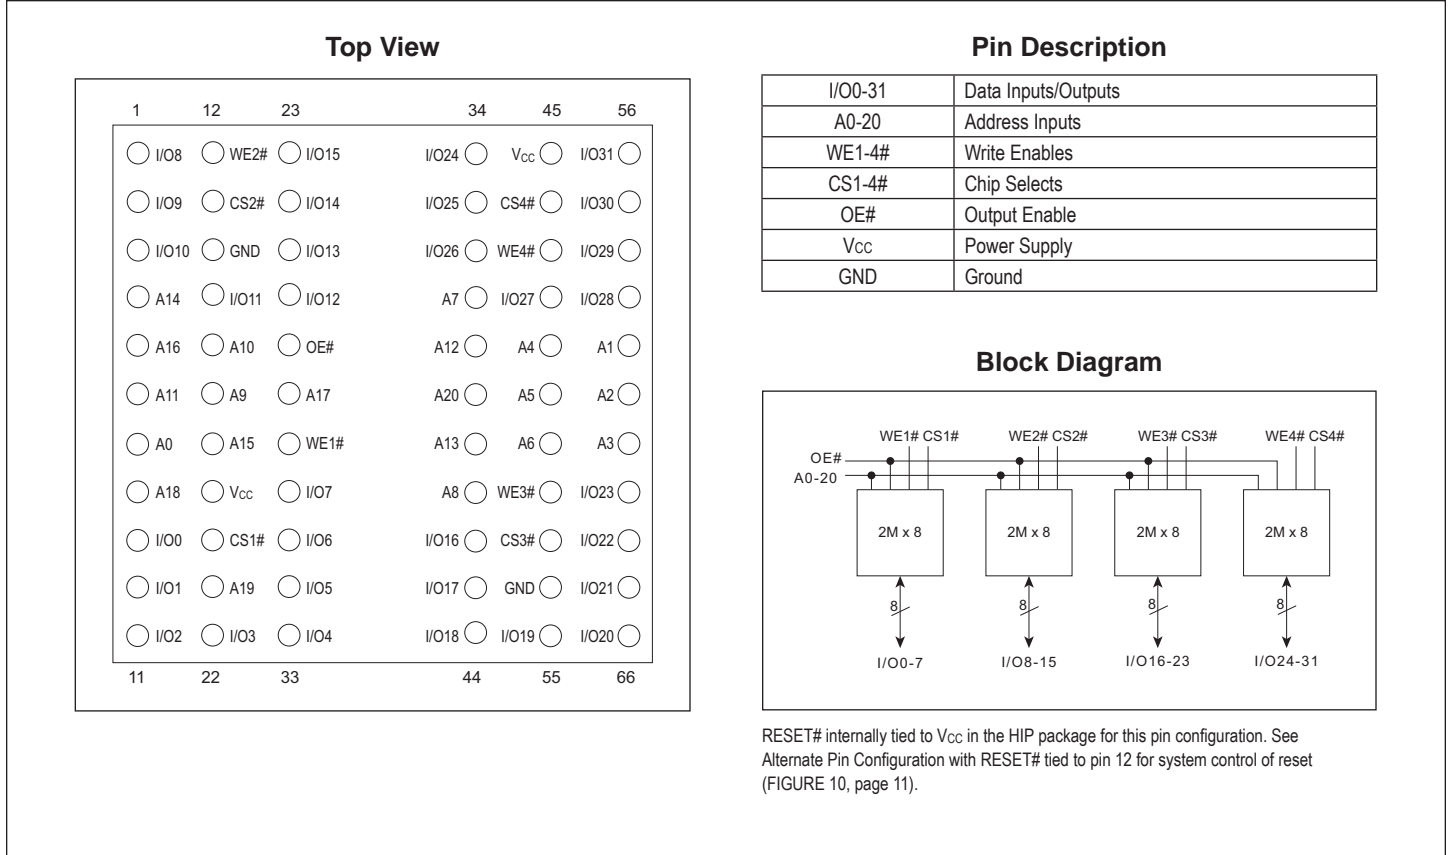 Top View
1 12 23 34 45 56
I/O8 WE2# I/O15 I/O24 Vcc I/O31
I/O9 CS2# I/O14 I/O25 CS4# I/O30
I/O10 GND I/O13 I/O26 WE4# I/O29
A14 I/O11 I/O12 A7 I/O27 I/O28
A16 A10 OE# A12 A4 A1
A11 A9 A17 A20 A5 A2
A0 A15 WE1# A13 A6 A3
A18 Vcc I/O7 A8 WE3# I/O23
I/O0 CS1# I/O6 I/O16 CS3# I/O22
I/O1 A19 I/O5 I/O17 GND I/O21
I/O2 I/O3 I/O4 I/O18 I/O19 I/O20
11 22 33 44 55 66
Pin Description
I/O0-31 Data Inputs/Outputs
A0-20 Address Inputs
WE1-4# Write Enables
CS1-4# Chip Selects
OE# Output Enable
Vcc Power Supply
GND Ground
Block Diagram
WE1# CS1# WE2# CS2# WE3# CS3# WE4# CS4#
OE#
A0-20
2M x 8 2M x 8 2M x 8 2M x 8
8 8 8 8
I/O0-7 I/O8-15 I/O16-23 I/O24-31
RESET# internally tied to Vcc in the HIP package for this pin configuration. See
Alternate Pin Configuration with RESET# tied to pin 12 for system control of reset
(FIGURE 10, page 11).